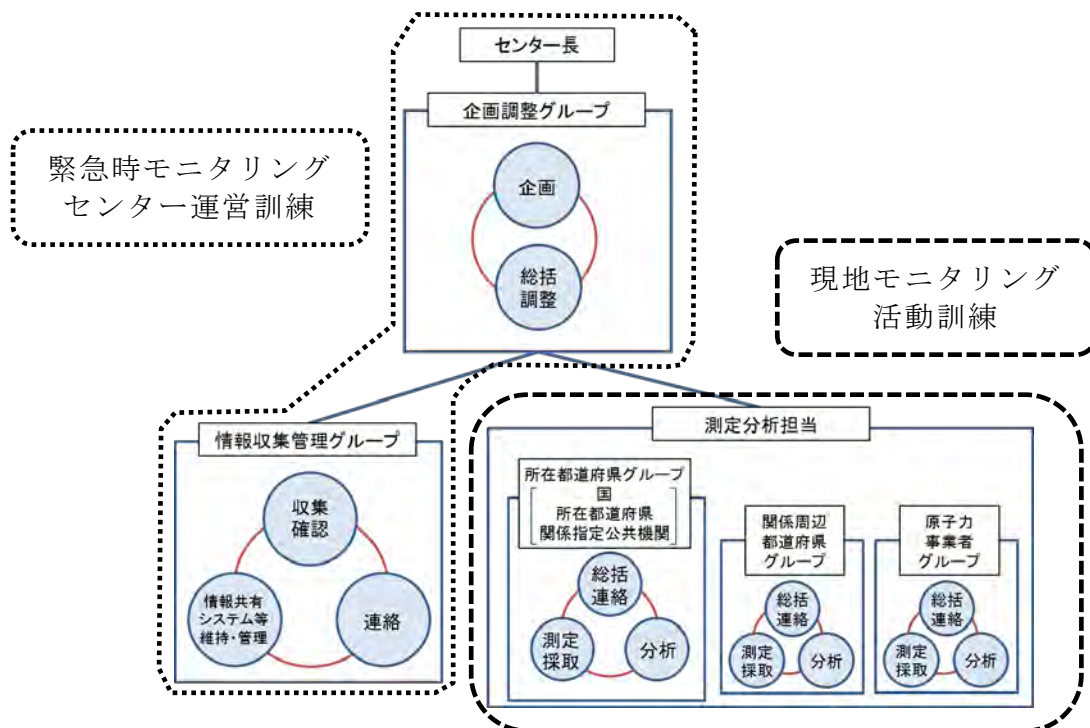 センター長
企画調整グループ
企画
総括
調整
緊急時モニタリング
センター運営訓練
現地モニタリング
活動訓練
情報収集管理グループ
収集
確認
情報共有
システム等
維持・管理
連絡
測定分析担当
所在都道府県グループ
国
所在都道府県
関係指定公共機関
総括
連絡
測定
採取
分析
関係周辺
都道府県
グループ
総括
連絡
測定
採取
分析
原子力
事業者
グループ
総括
連絡
測定
採取
分析